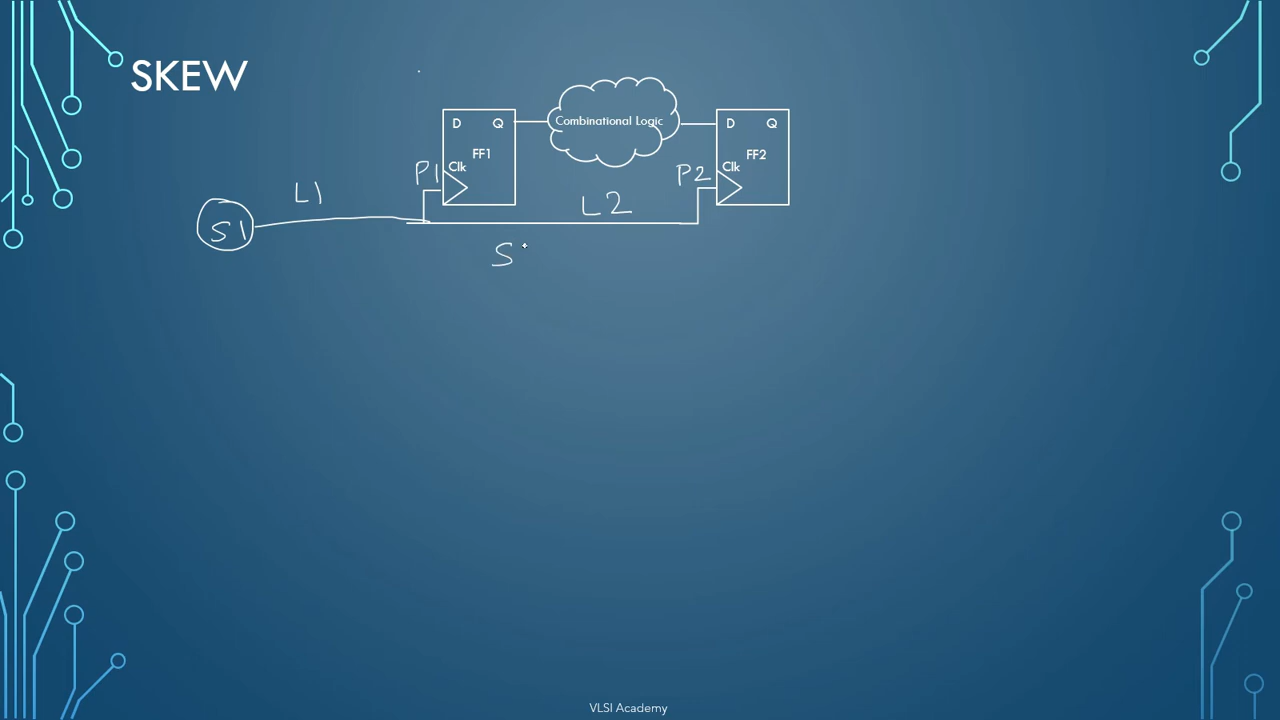 SKEW
Combinational Logic
D Q
D Q
FF1
FF2
P1
Clk
P2
Clk
L1
L2
S1
S
VLSI Academy